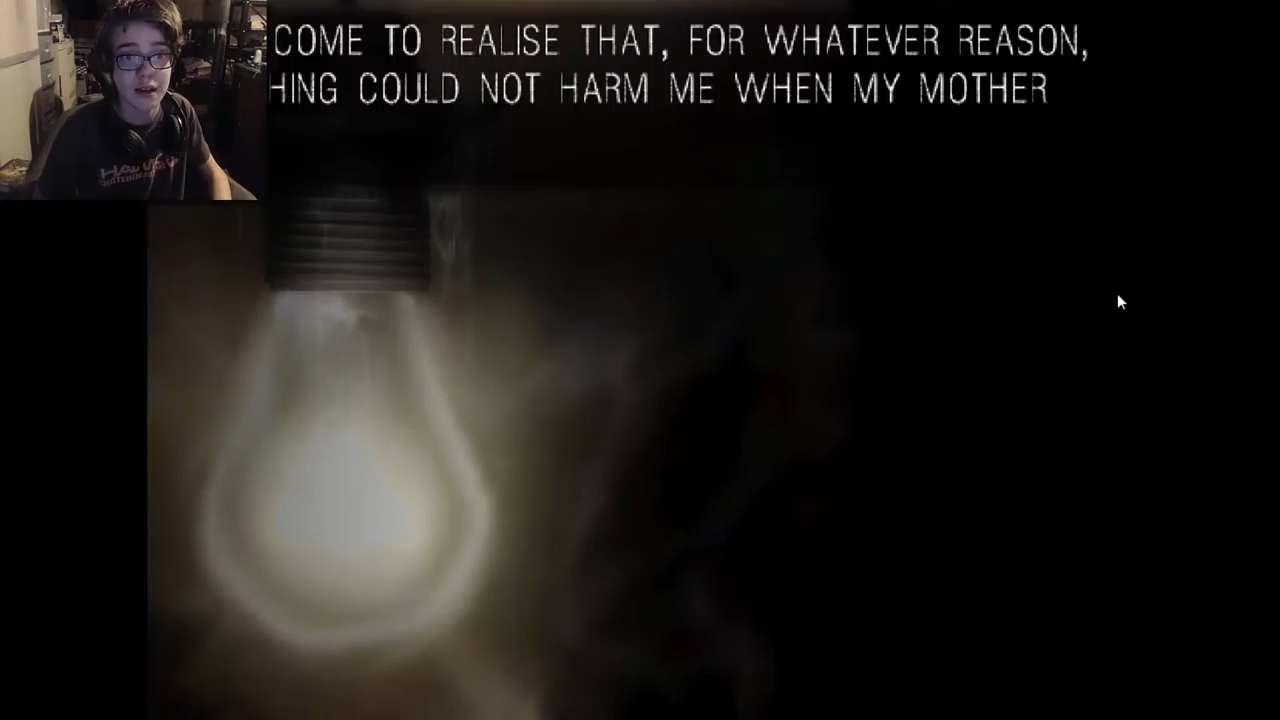 COME TO REALISE THAT, FOR WHATEVER REASON,
HING COULD NOT HARM ME WHEN MY MOTHER